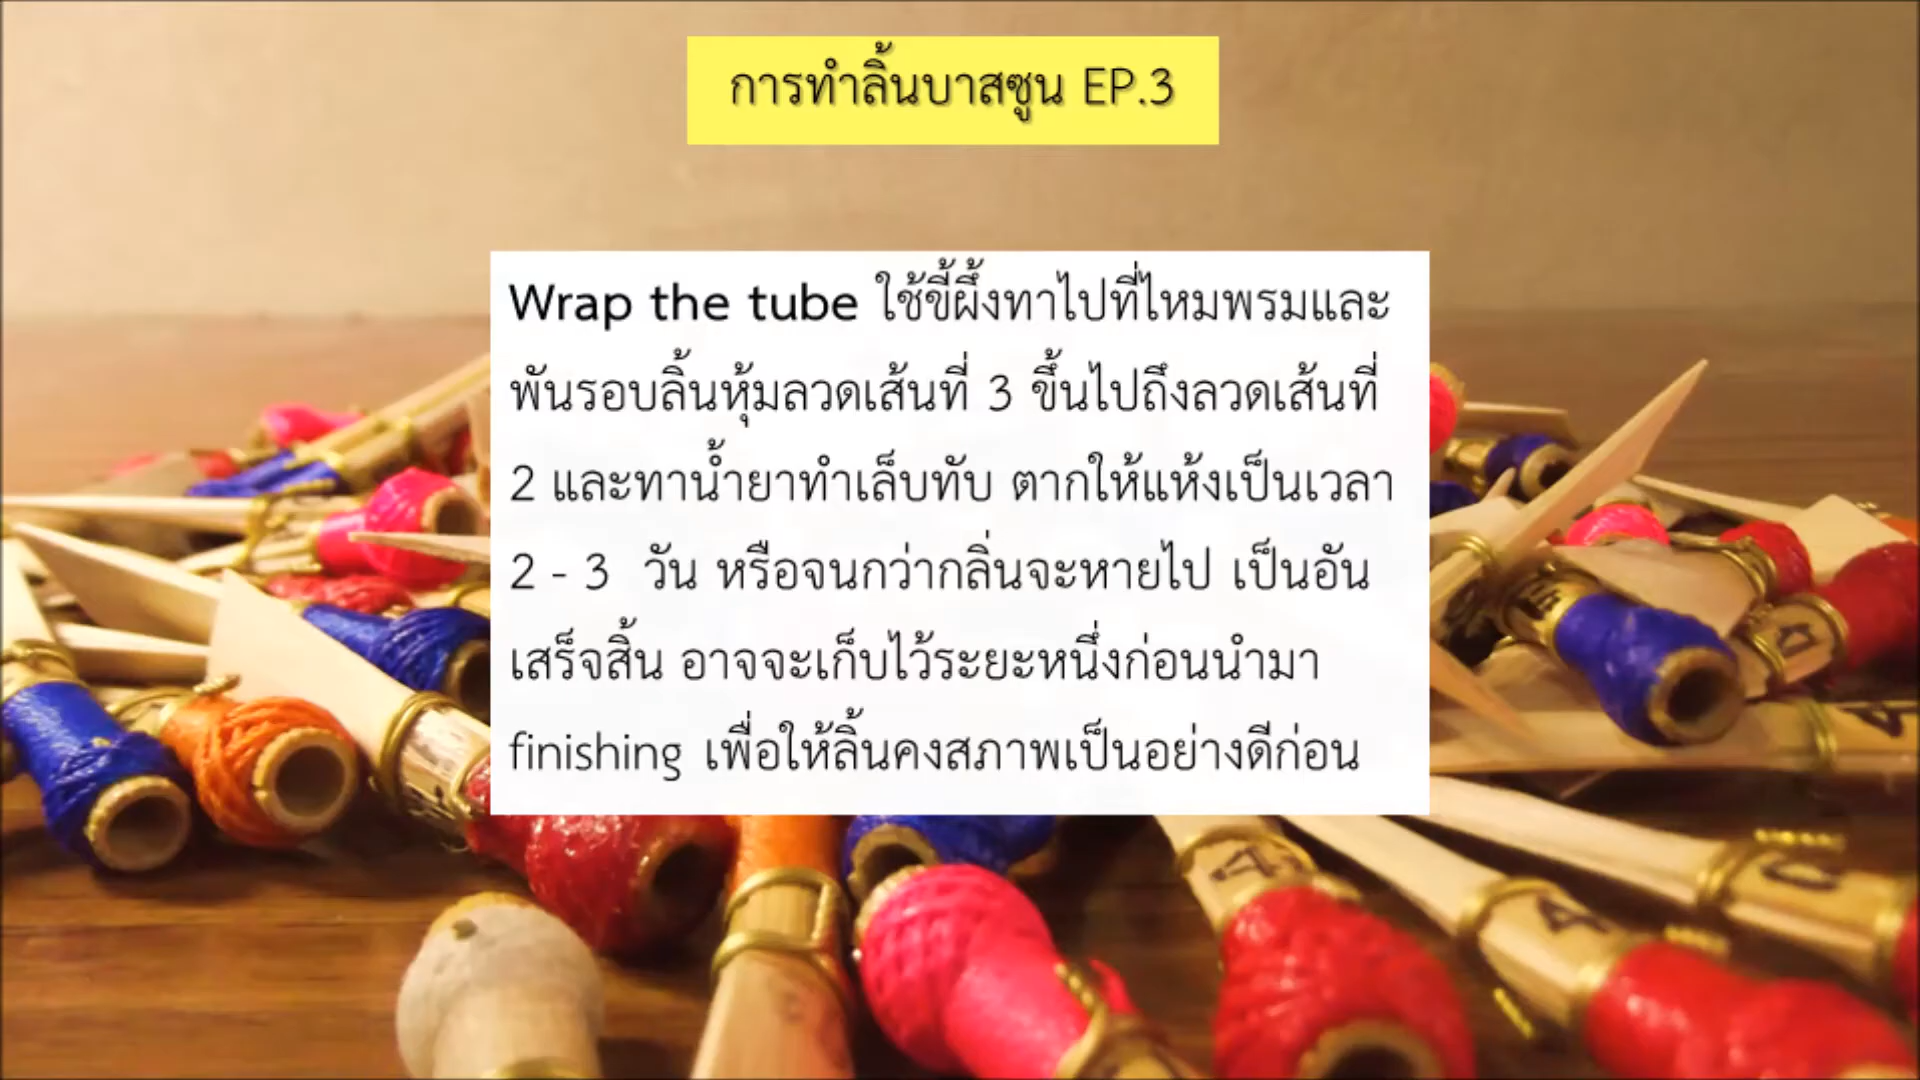 การทำลิ้นบาสซูน EP.3
Wrap the tube ใช้ขี้ผึ้งทาไปที่ไหมพรมและ
พันรอบลิ้นหุ้มลวดเส้นที่ 3 ขึ้นไปถึงลวดเส้นที่
2 และทาน้ำยาทำเล็บทับ ตากให้แห้งเป็นเวลา
2 - 3 วัน หรือจนกว่ากลิ่นจะหายไป เป็นอัน
เสร็จสิ้น อาจจะเก็บไว้ระยะหนึ่งก่อนนำมา
finishing เพื่อให้ลิ้นคงสภาพเป็นอย่างดีก่อน
4
4